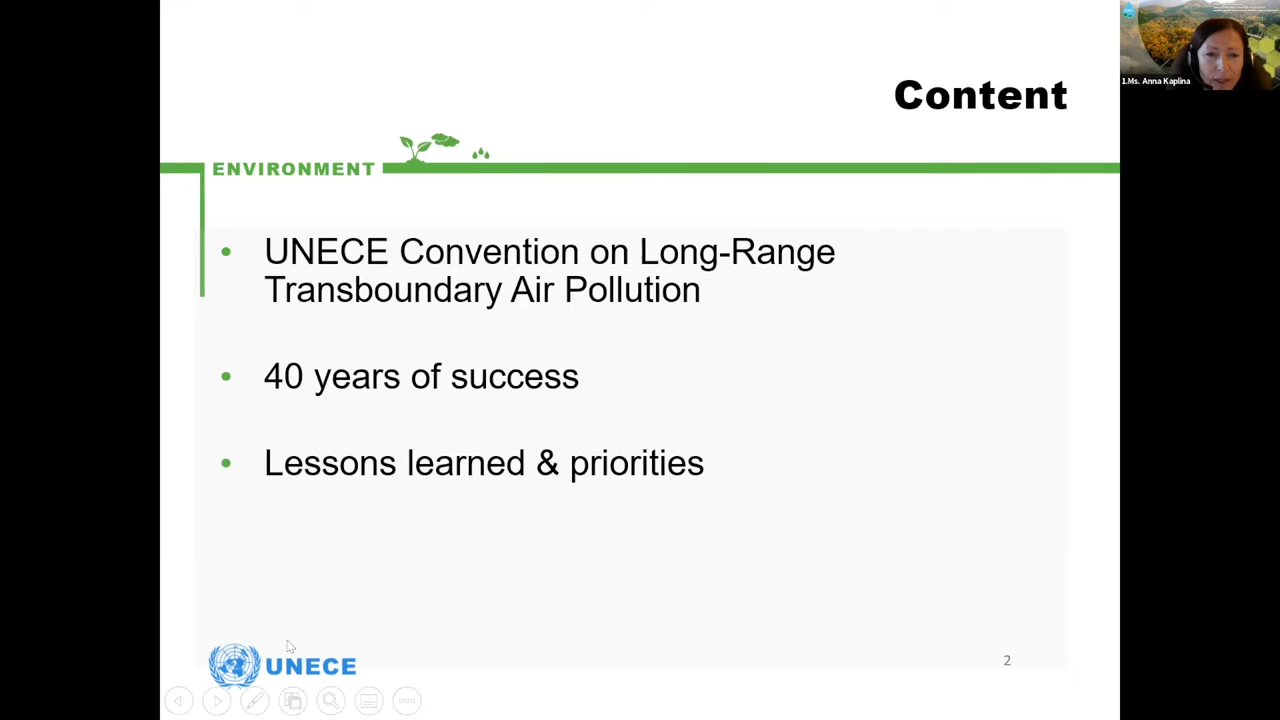 Content
ENVIRONMENT
• UNECE Convention on Long-Range
Transboundary Air Pollution
• 40 years of success
• Lessons learned & priorities
UNECE
2
1.Ms. Anna Kaplina